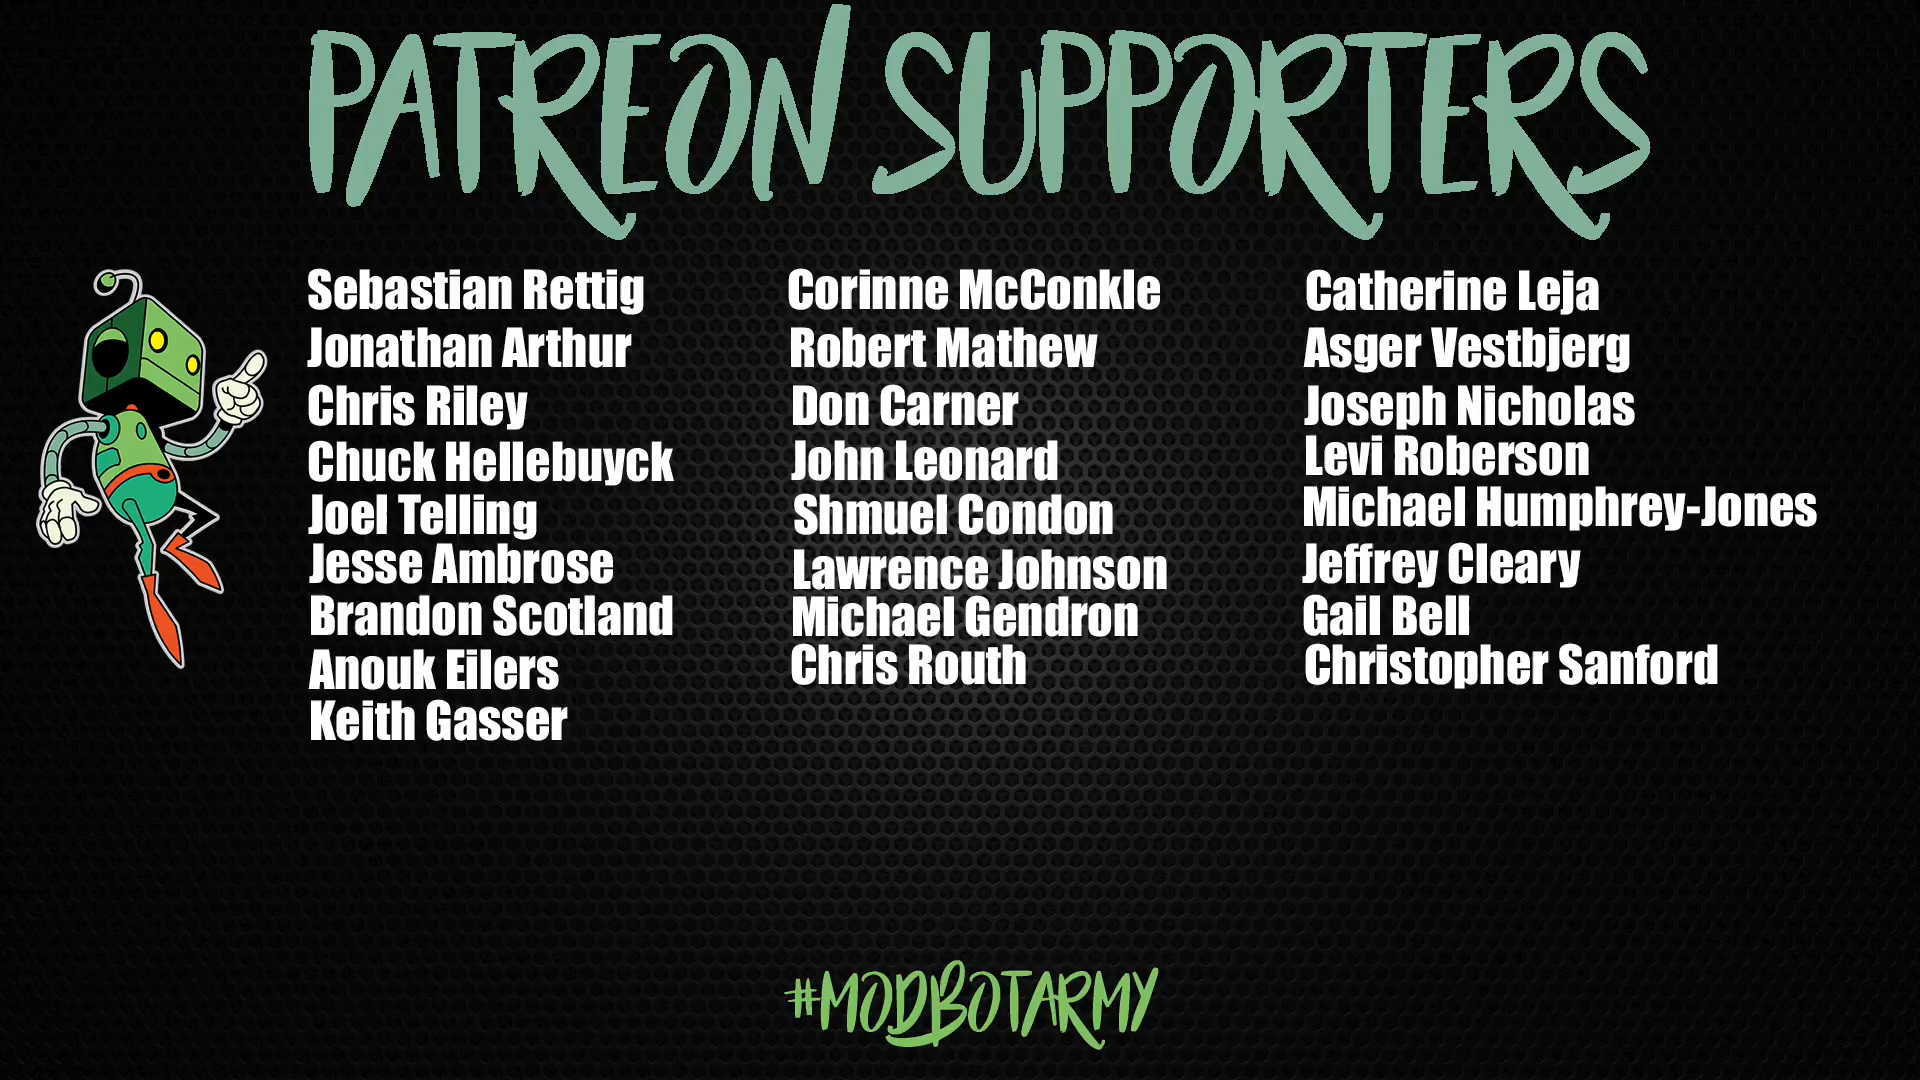 PATREON SUPPORTERS
Sebastian Rettig
Jonathan Arthur
Chris Riley
Chuck Hellebuyck
Joel Telling
Jesse Ambrose
Brandon Scotland
Anouk Eilers
Keith Gasser
Corinne McConkle
Robert Mathew
Don Carner
John Leonard
Shmuel Condon
Lawrence Johnson
Michael Gendron
Chris Routh
Catherine Leja
Asger Vestbjerg
Joseph Nicholas
Levi Roberson
Michael Humphrey-Jones
Jeffrey Cleary
Gail Bell
Christopher Sanford
#MODBOTARMY